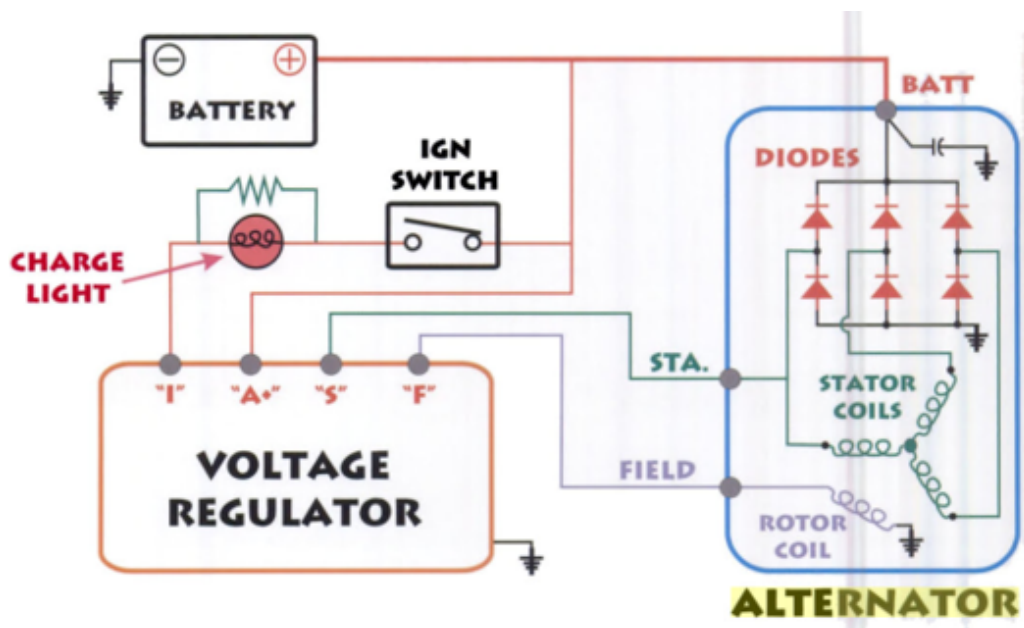 BATT
BATTERY
DIODES
IGN
SWITCH
CHARGE
LIGHT
STA.
"I" "A+" "S" "F"
STATOR
COILS
VOLTAGE
REGULATOR
FIELD
ROTOR
COIL
ALTERNATOR